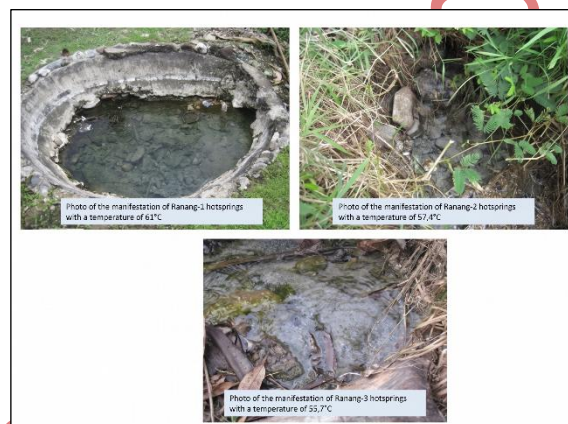 Photo of the manifestation of Ranang-1 hotsprings
with a temperature of 61°C
Photo of the manifestation of Ranang-2 hotsprings
with a temperature of 57,4°C
Photo of the manifestation of Ranang-3 hotsprings
with a temperature of 55,7°C